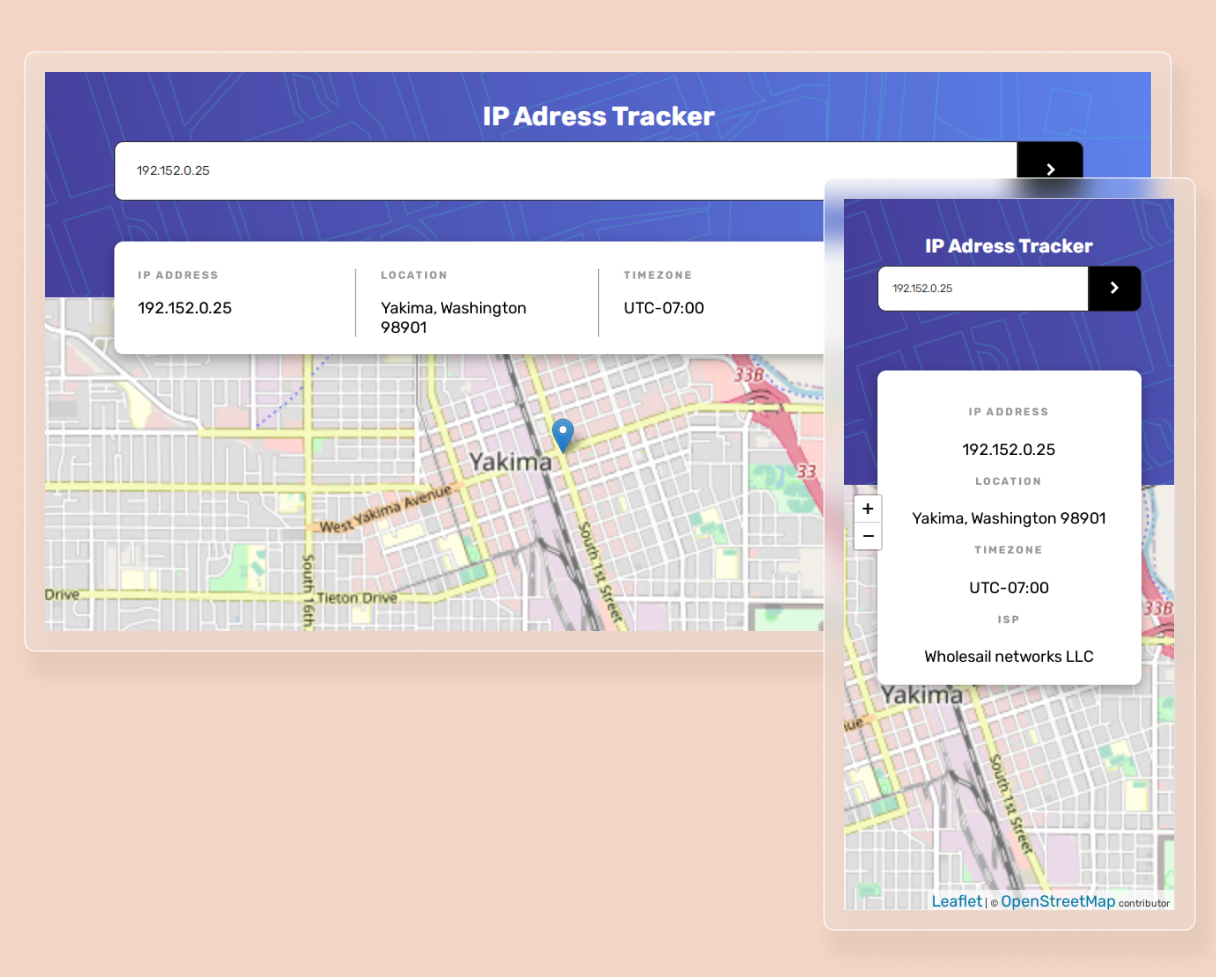 IP Adress Tracker
192.152.0.25
IP ADDRESS
192.152.0.25
LOCATION
Yakima, Washington
98901
TIMEZONE
UTC-07:00
33B
33
Yakima
West Yakima Avenue
South 1st Street
South 16th
Drive
Tieton Drive
IP Adress Tracker
192.152.0.25
IP ADDRESS
192.152.0.25
LOCATION
Yakima, Washington 98901
TIMEZONE
UTC-07:00
ISP
Wholesail networks LLC
+
−
33B
Yakima
ue
South 1st Street
Leaflet | © OpenStreetMap contributor